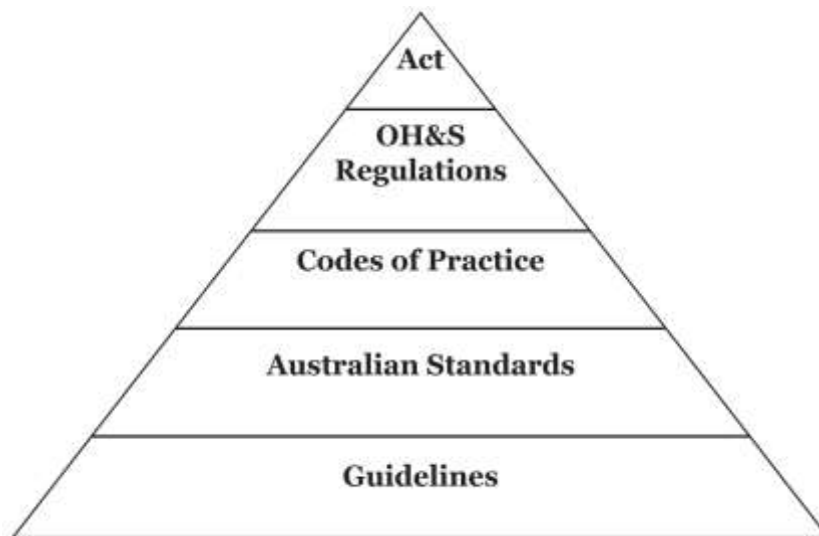 Act
OH&S
Regulations
Codes of Practice
Australian Standards
Guidelines